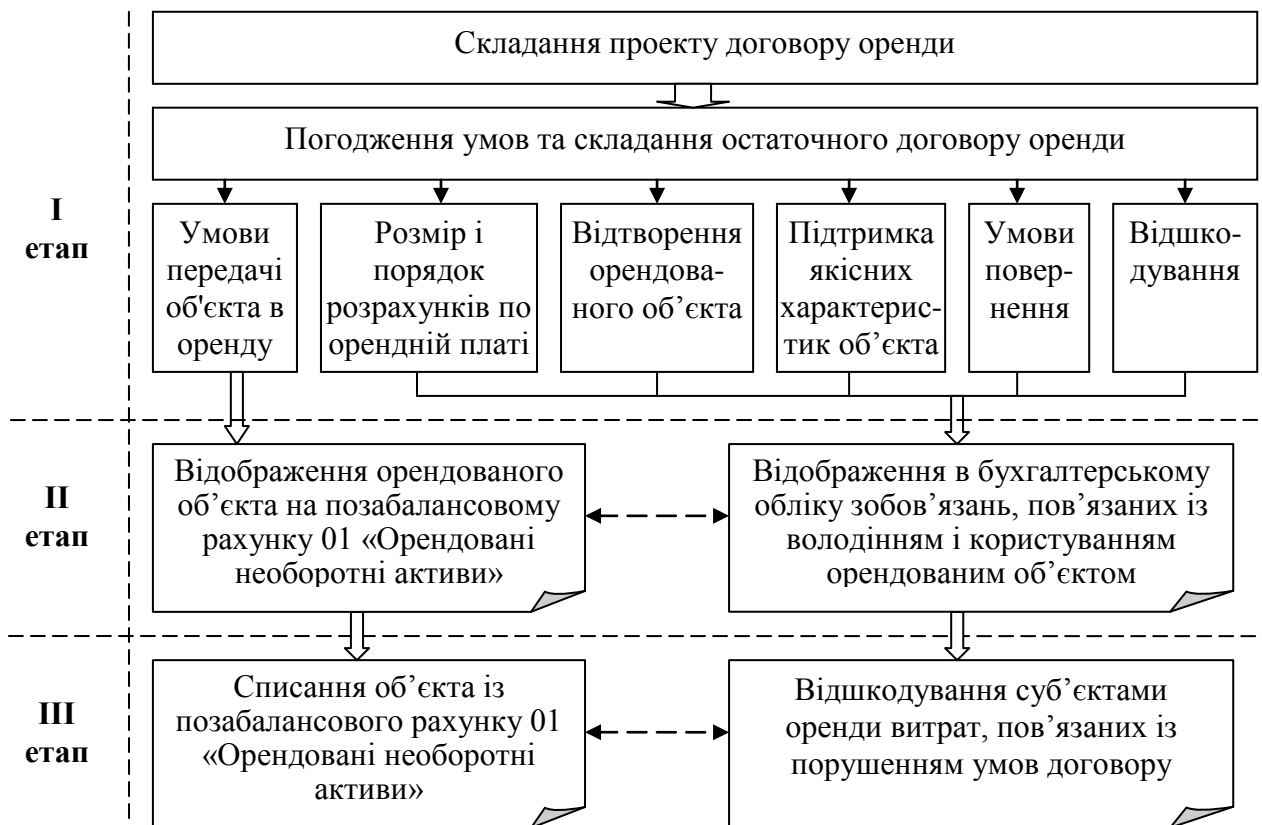 Складання проекту договору оренди
Погодження умов та складання остаточного договору оренди
І
етап
Умови
передачі
об'єкта в
оренду
Розмір і
порядок
розрахунків по
орендній платі
Відтворення
орендова-
ного об’єкта
Підтримка
якісних
характерис-
тик об’єкта
Умови
повер-
нення
Відшко-
дування
ІІ
етап
Відображення орендованого
об’єкта на позабалансовому
рахунку 01 «Орендовані
необоротні активи»
Відображення в бухгалтерському
обліку зобов’язань, пов’язаних із
володінням і користуванням
орендованим об’єктом
ІІІ
етап
Списання об’єкта із
позабалансового рахунку 01
«Орендовані необоротні
активи»
Відшкодування суб’єктами
оренди витрат, пов’язаних із
порушенням умов договору